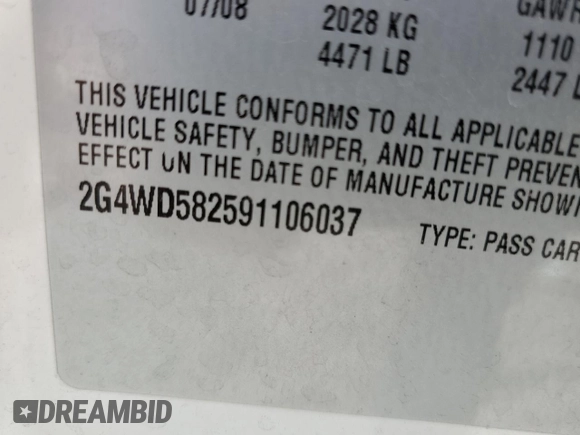 07/08 2028 KG GAWR
4471 LB 1110
2447 L
THIS VEHICLE CONFORMS TO ALL APPLICABLE
VEHICLE SAFETY, BUMPER, AND THEFT PREVEN
EFFECT ON THE DATE OF MANUFACTURE SHOW
2G4WD582591106037 TYPE: PASS CAR
DREAMBID